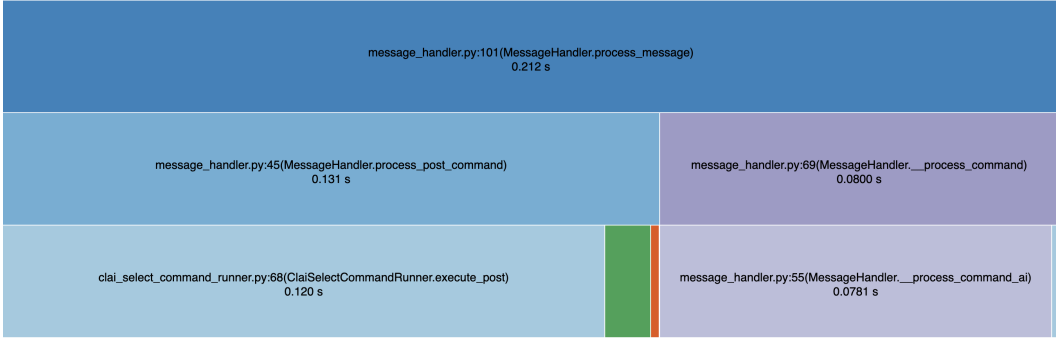 message_handler.py:101(MessageHandler.process_message)
0.212 s
message_handler.py:45(MessageHandler.process_post_command)
0.131 s
message_handler.py:69(MessageHandler.__process_command)
0.0800 s
clai_select_command_runner.py:68(ClaiSelectCommandRunner.execute_post)
0.120 s
message_handler.py:55(MessageHandler.__process_command_ai)
0.0781 s